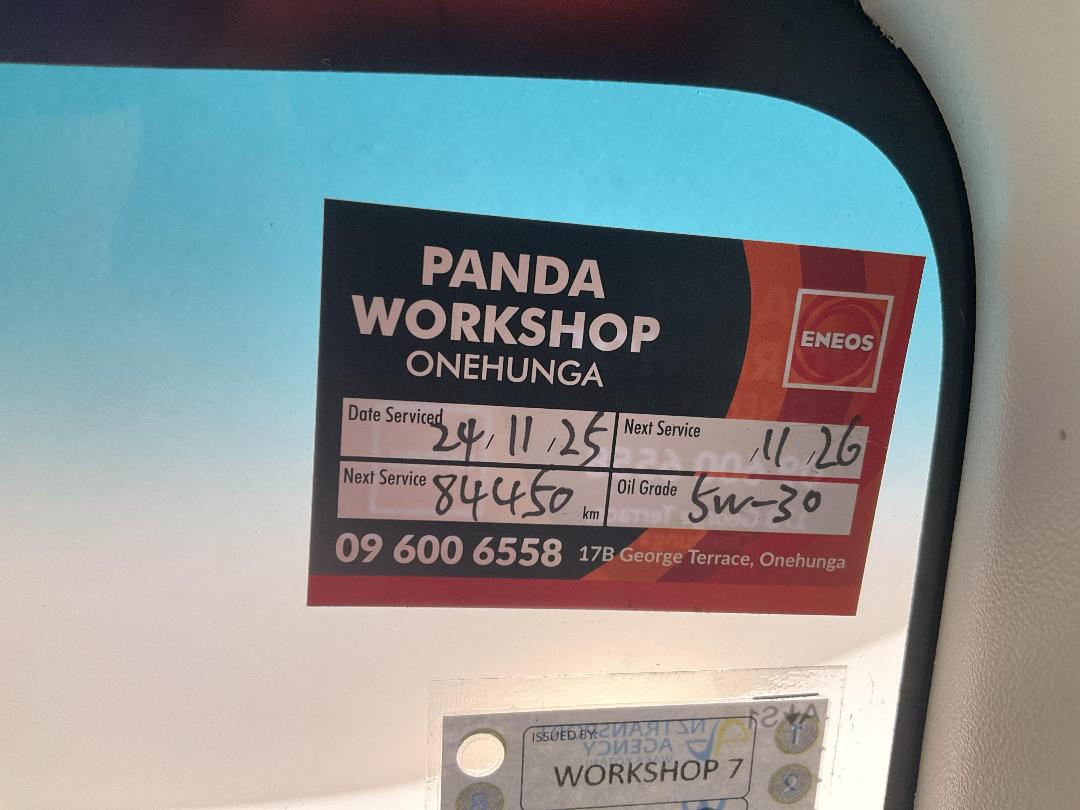 PANDA
WORKSHOP
ONEHUNGA
ENEOS
Date Serviced 24/11/25
Next Service /11/26
Next Service 84450 km
Oil Grade 5W-30
09 600 6558 17B George Terrace, Onehunga
ISSUED BY:
WORKSHOP 7
NZ TRANSPORT
AGENCY